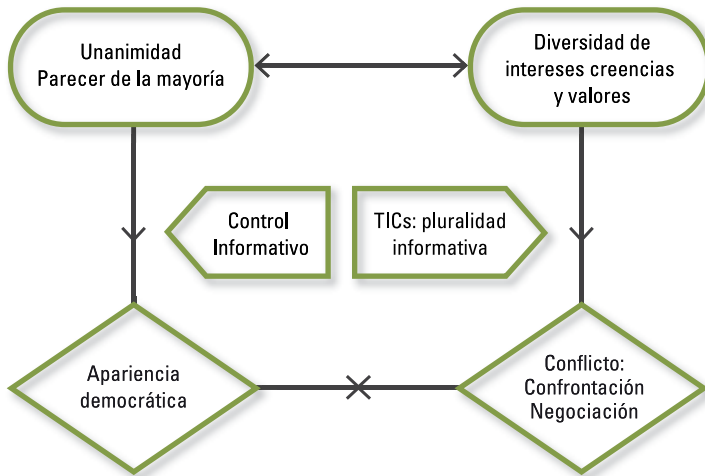 Unanimidad
Parecer de la mayoría
Diversidad de
intereses creencias
y valores
Control
Informativo
TICs: pluralidad
informativa
Apariencia
democrática
Conflicto:
Confrontación
Negociación